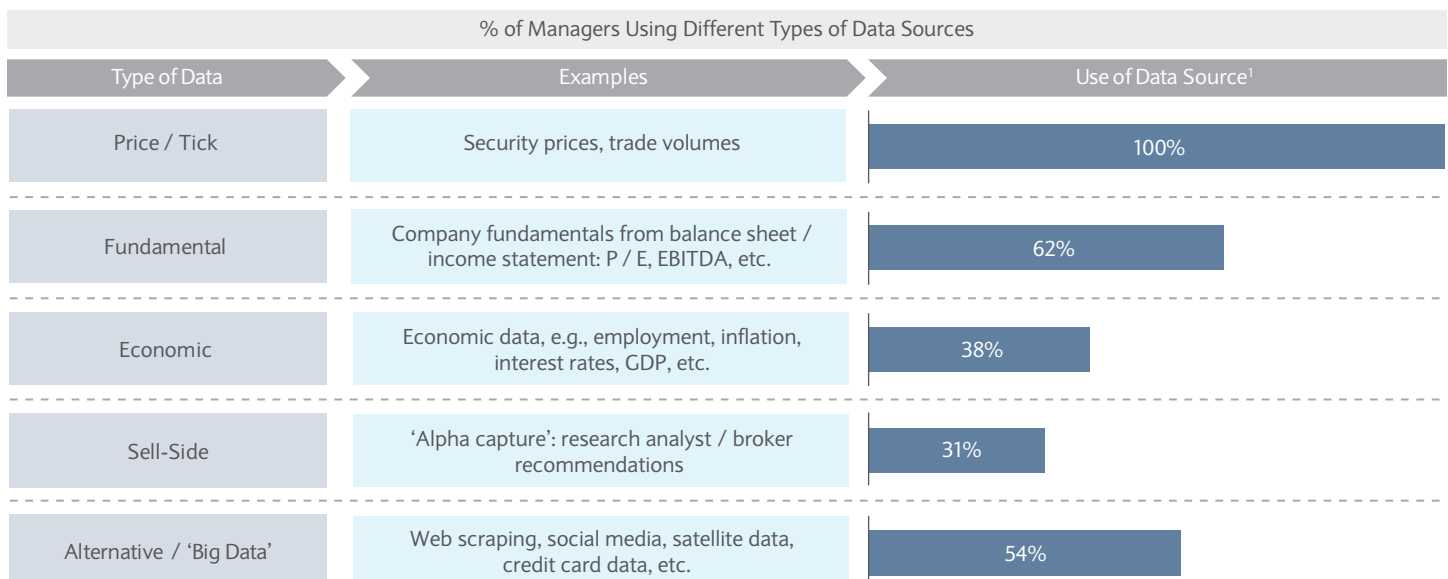 % of Managers Using Different Types of Data Sources
Type of Data
Examples
Use of Data Source¹
Price / Tick
Security prices, trade volumes
100%
Fundamental
Company fundamentals from balance sheet /
income statement: P / E, EBITDA, etc.
62%
Economic
Economic data, e.g., employment, inflation,
interest rates, GDP, etc.
38%
Sell-Side
‘Alpha capture’: research analyst / broker
recommendations
31%
Alternative / ‘Big Data’
Web scraping, social media, satellite data,
credit card data, etc.
54%